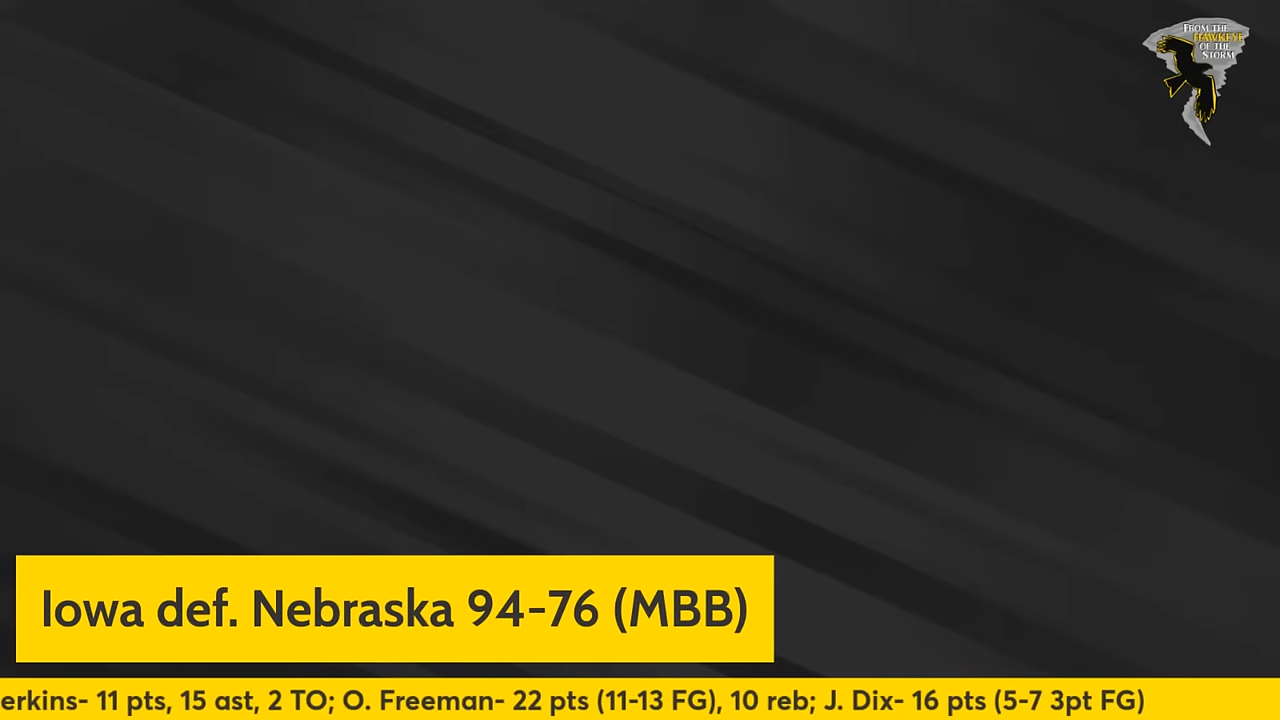 FROM THE
HAWKEYE
OF THE
STORM
Iowa def. Nebraska 94-76 (MBB)
erkins- 11 pts, 15 ast, 2 TO; O. Freeman- 22 pts (11-13 FG), 10 reb; J. Dix- 16 pts (5-7 3pt FG)